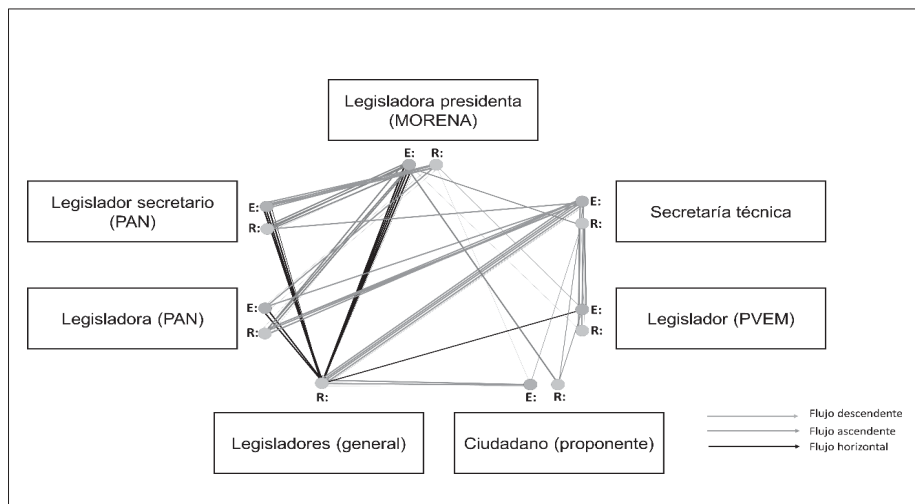 Legisladora presidenta
(MORENA)
E:
R:
Legislador secretario
(PAN)
E:
R:
E:
R:
Secretaría técnica
Legisladora (PAN)
E:
R:
E:
R:
Legislador (PVEM)
R:
E:
R:
Legisladores (general)
Ciudadano (proponente)
Flujo descendente
Flujo ascendente
Flujo horizontal